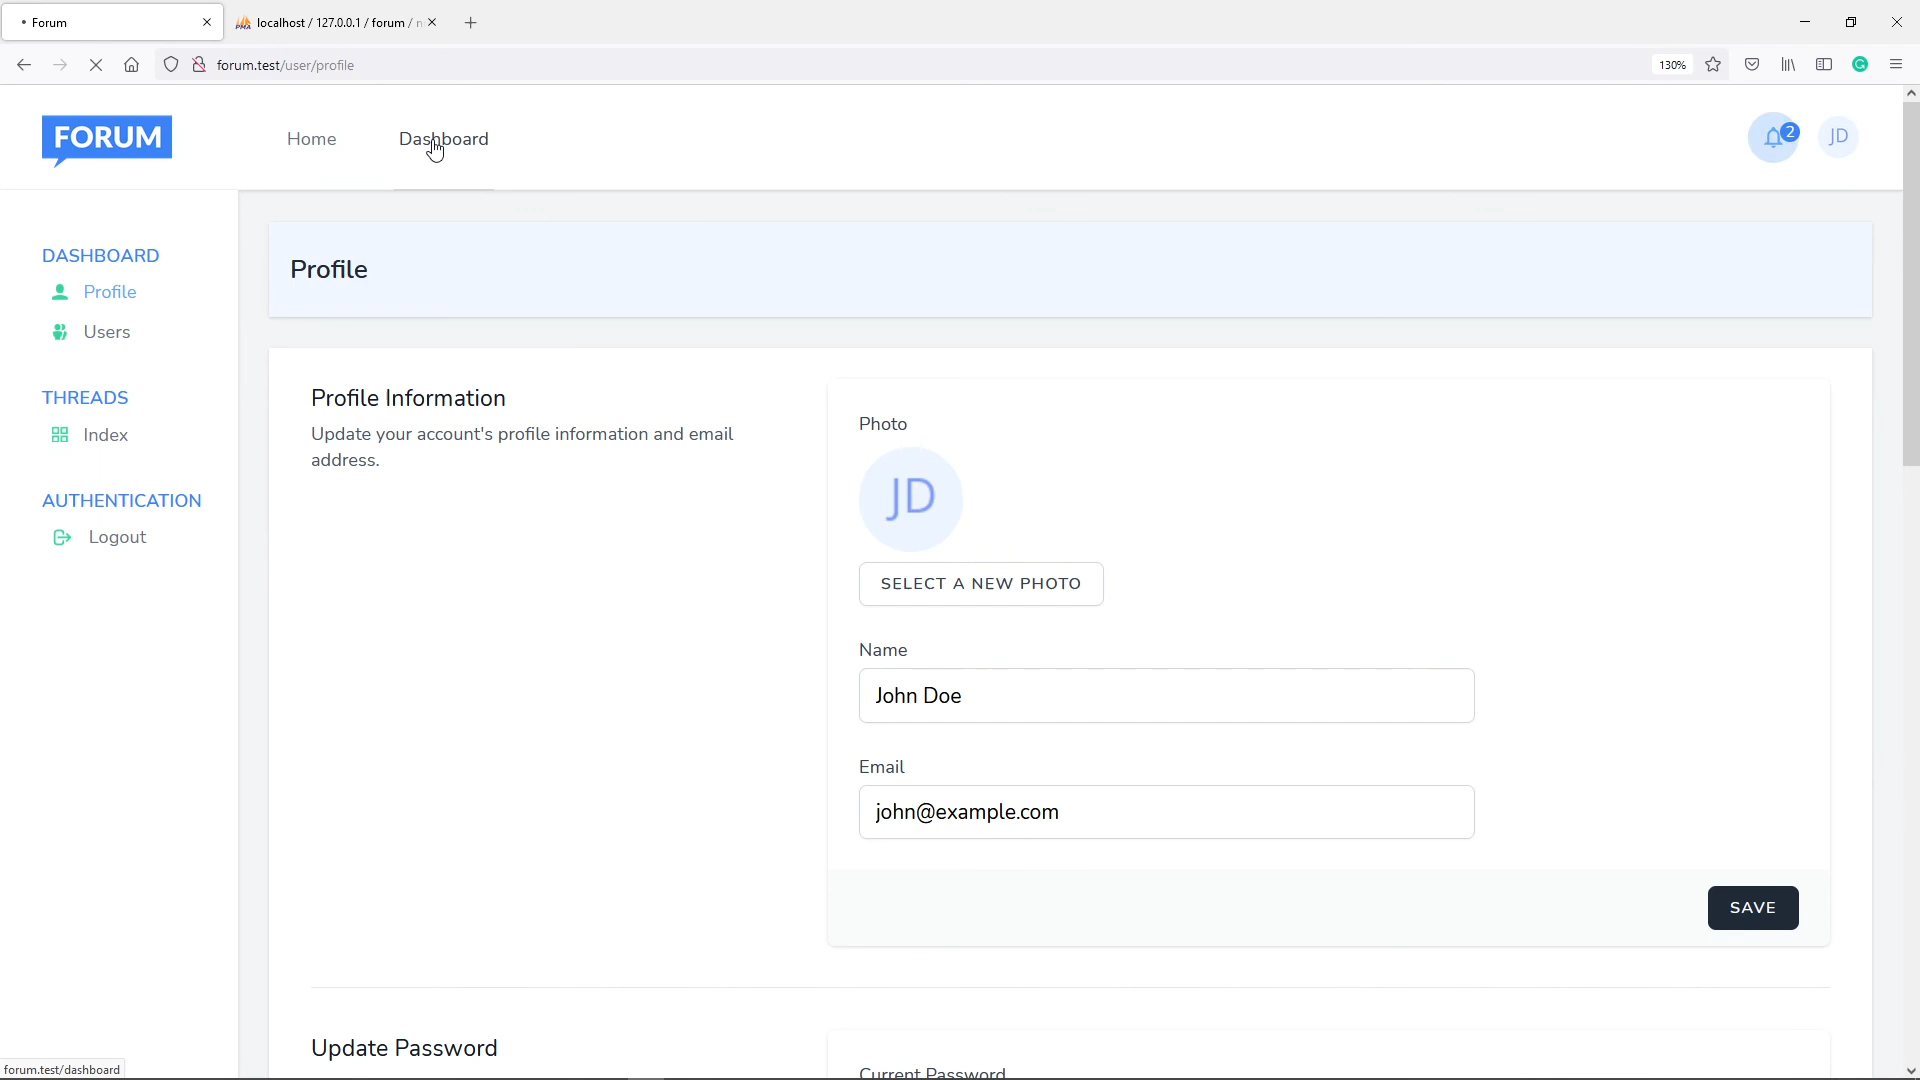 Forum
localhost / 127.0.0.1 / forum /
forum.test/user/profile
130%
FORUM
Home
Dashboard
2
JD
DASHBOARD
Profile
Users
THREADS
Index
AUTHENTICATION
Logout
Profile
Profile Information
Update your account's profile information and email
address.
Photo
JD
SELECT A NEW PHOTO
Name
John Doe
Email
john@example.com
SAVE
Update Password
Current Password
forum.test/dashboard